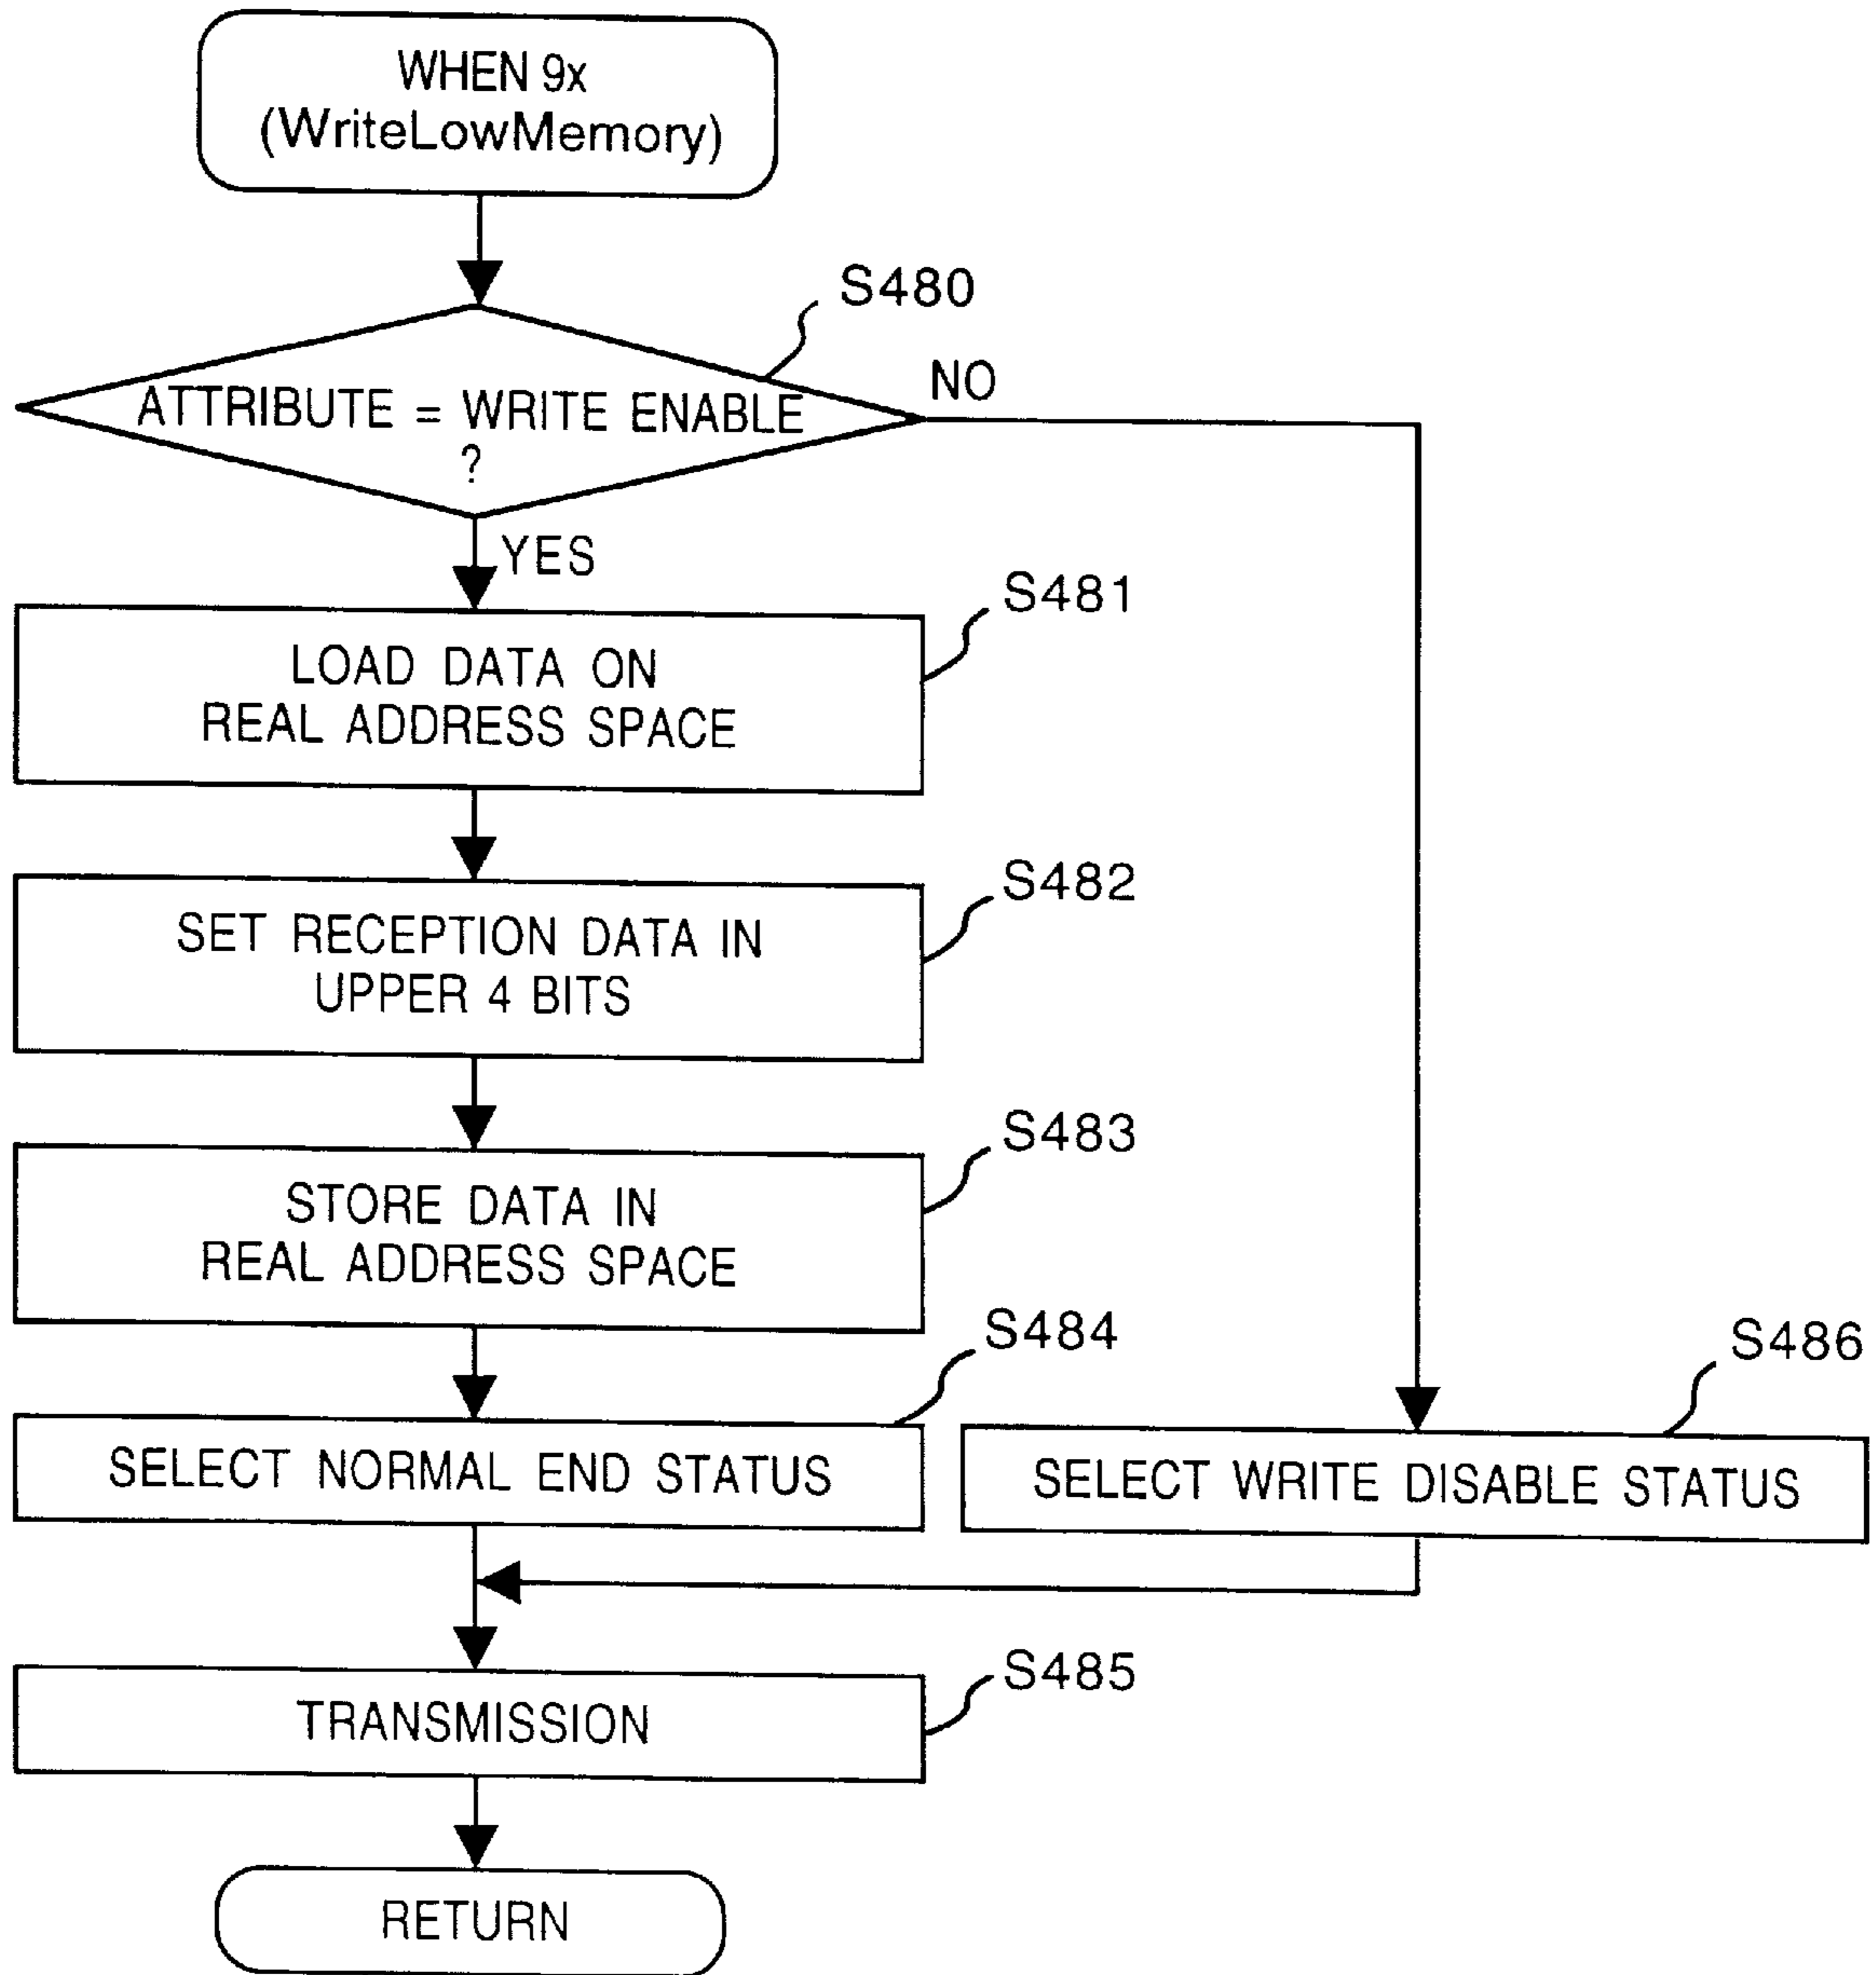 WHEN 9x
(WriteLowMemory)
S480
ATTRIBUTE = WRITE ENABLE
?
NO
YES
S481
LOAD DATA ON
REAL ADDRESS SPACE
S482
SET RECEPTION DATA IN
UPPER 4 BITS
S483
STORE DATA IN
REAL ADDRESS SPACE
S484
SELECT NORMAL END STATUS
S486
SELECT WRITE DISABLE STATUS
S485
TRANSMISSION
RETURN